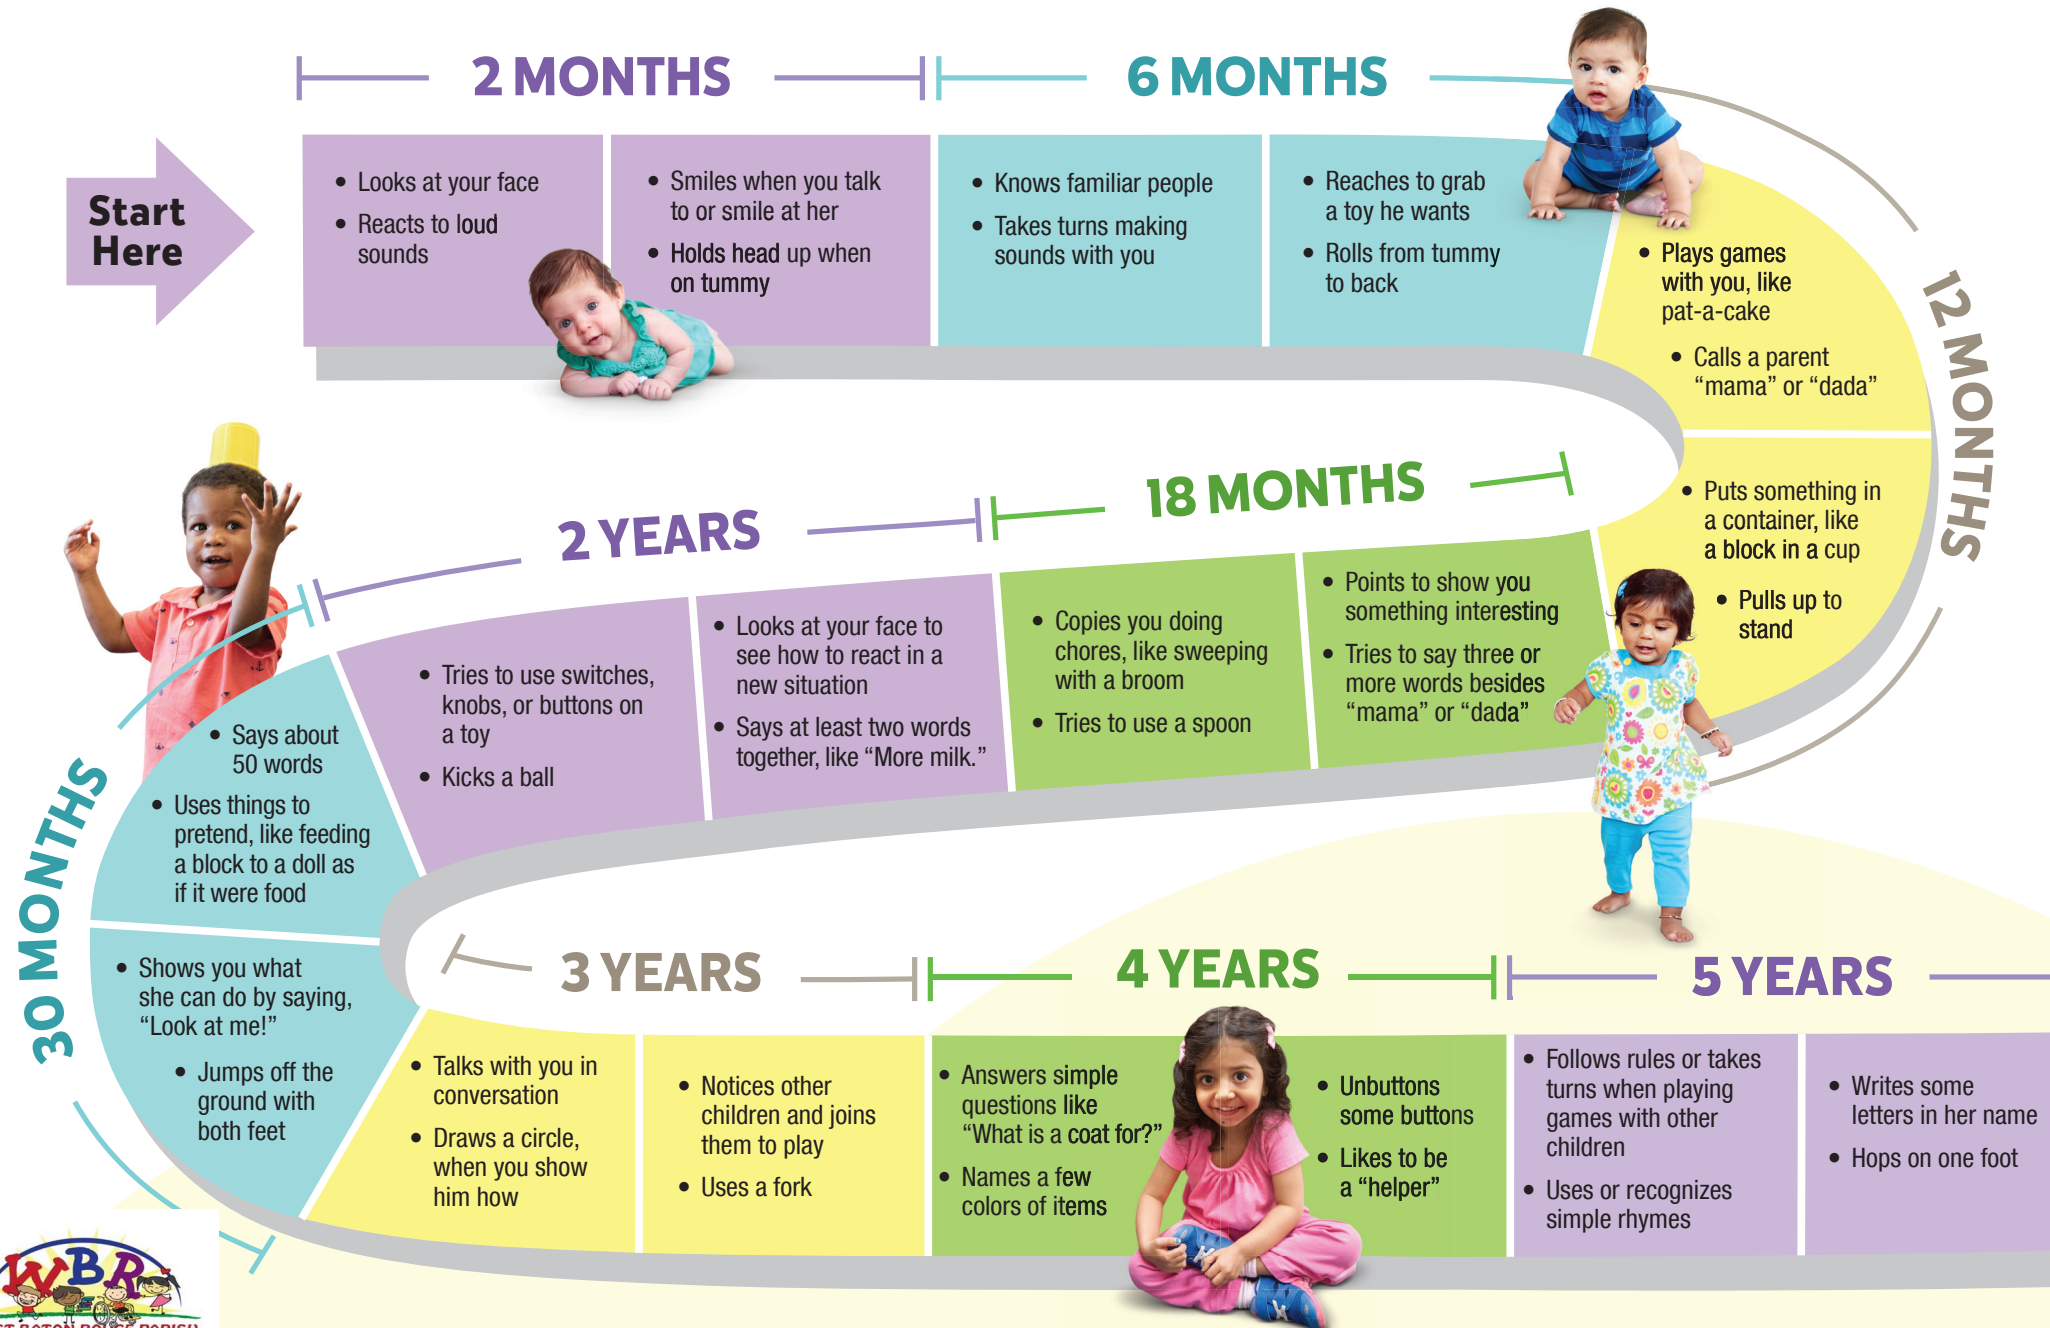 Start
Here
2 MONTHS
• Looks at your face
• Reacts to loud
sounds
• Smiles when you talk
to or smile at her
• Holds head up when
on tummy
6 MONTHS
• Knows familiar people
• Takes turns making
sounds with you
• Reaches to grab
a toy he wants
• Rolls from tummy
to back
12 MONTHS
• Plays games
with you, like
pat-a-cake
• Calls a parent
“mama” or “dada”
• Puts something in
a container, like
a block in a cup
• Pulls up to
stand
18 MONTHS
• Points to show you
something interesting
• Tries to say three or
more words besides
“mama” or “dada”
• Copies you doing
chores, like sweeping
with a broom
• Tries to use a spoon
2 YEARS
• Looks at your face to
see how to react in a
new situation
• Says at least two words
together, like “More milk.”
• Tries to use switches,
knobs, or buttons on
a toy
• Kicks a ball
30 MONTHS
• Says about
50 words
• Uses things to
pretend, like feeding
a block to a doll as
if it were food
• Shows you what
she can do by saying,
“Look at me!”
• Jumps off the
ground with
both feet
3 YEARS
• Talks with you in
conversation
• Draws a circle,
when you show
him how
• Notices other
children and joins
them to play
• Uses a fork
4 YEARS
• Answers simple
questions like
“What is a coat for?”
• Names a few
colors of items
• Unbuttons
some buttons
• Likes to be
a “helper”
5 YEARS
• Follows rules or takes
turns when playing
games with other
children
• Uses or recognizes
simple rhymes
• Writes some
letters in her name
• Hops on one foot
WBR